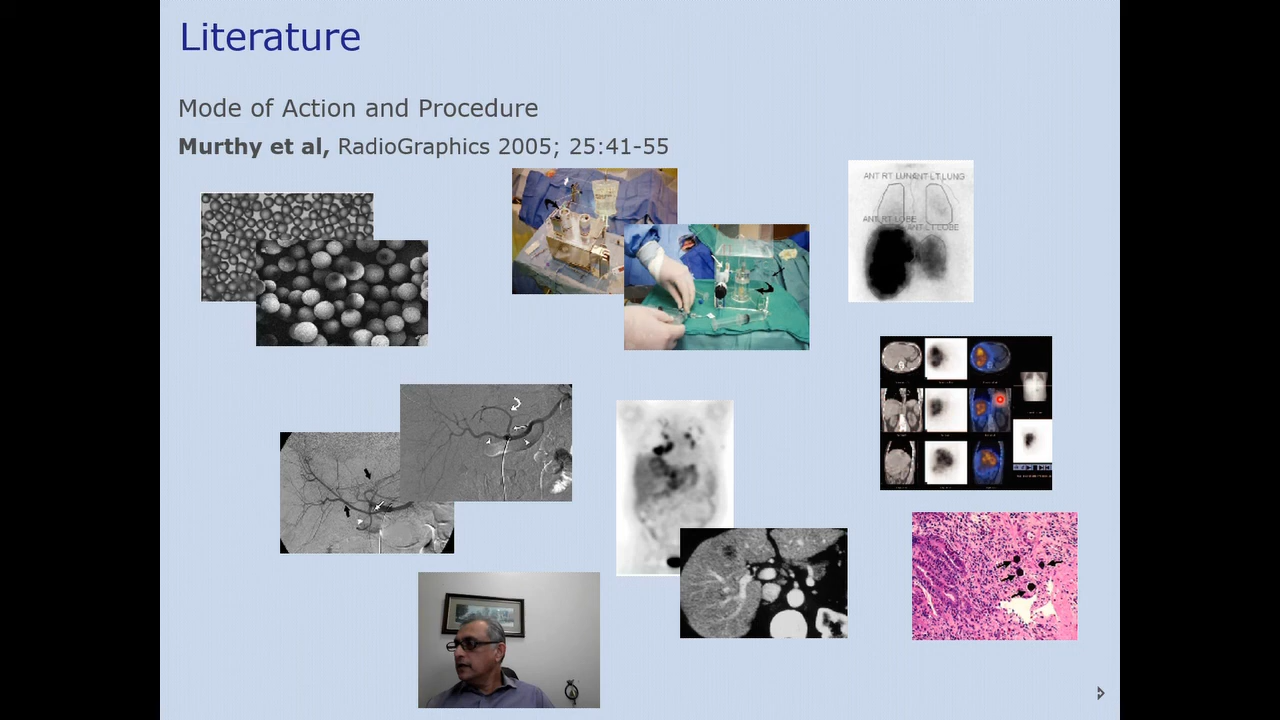 Literature
Mode of Action and Procedure
Murthy et al, RadioGraphics 2005; 25:41-55
ANT RT LUNG
ANT LT LUNG
ANT RT LOBE
ANT LT LOBE